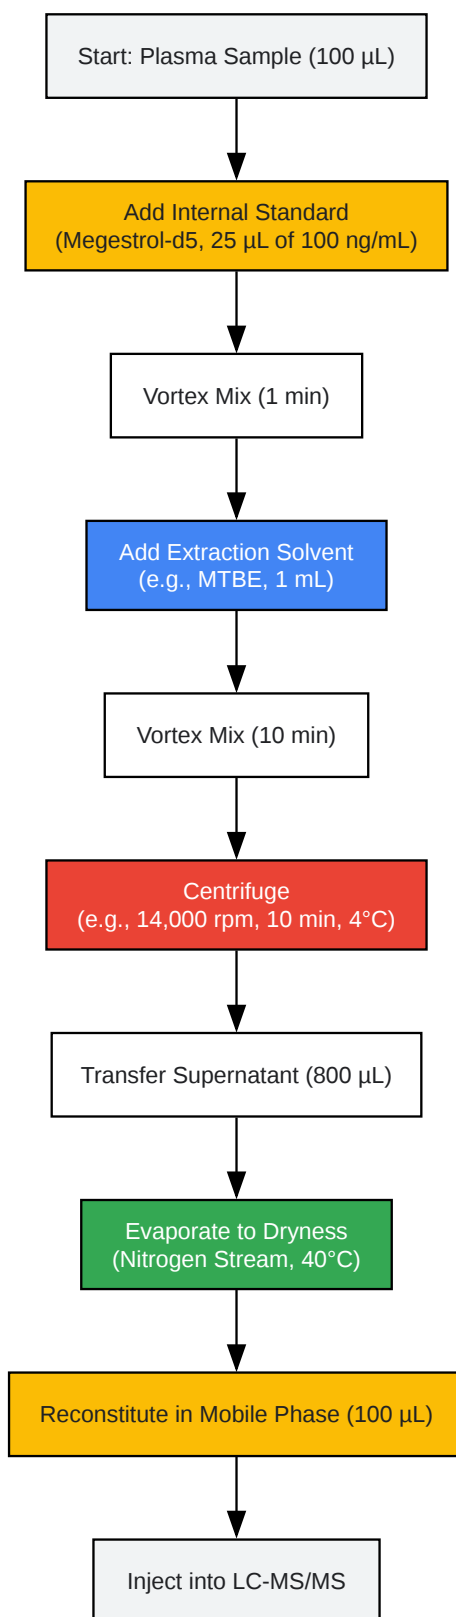 Start: Plasma Sample (100 µL)
Add Internal Standard
(Megestrol-d5, 25 µL of 100 ng/mL)
Vortex Mix (1 min)
Add Extraction Solvent
(e.g., MTBE, 1 mL)
Vortex Mix (10 min)
Centrifuge
(e.g., 14,000 rpm, 10 min, 4°C)
Transfer Supernatant (800 µL)
Evaporate to Dryness
(Nitrogen Stream, 40°C)
Reconstitute in Mobile Phase (100 µL)
Inject into LC-MS/MS